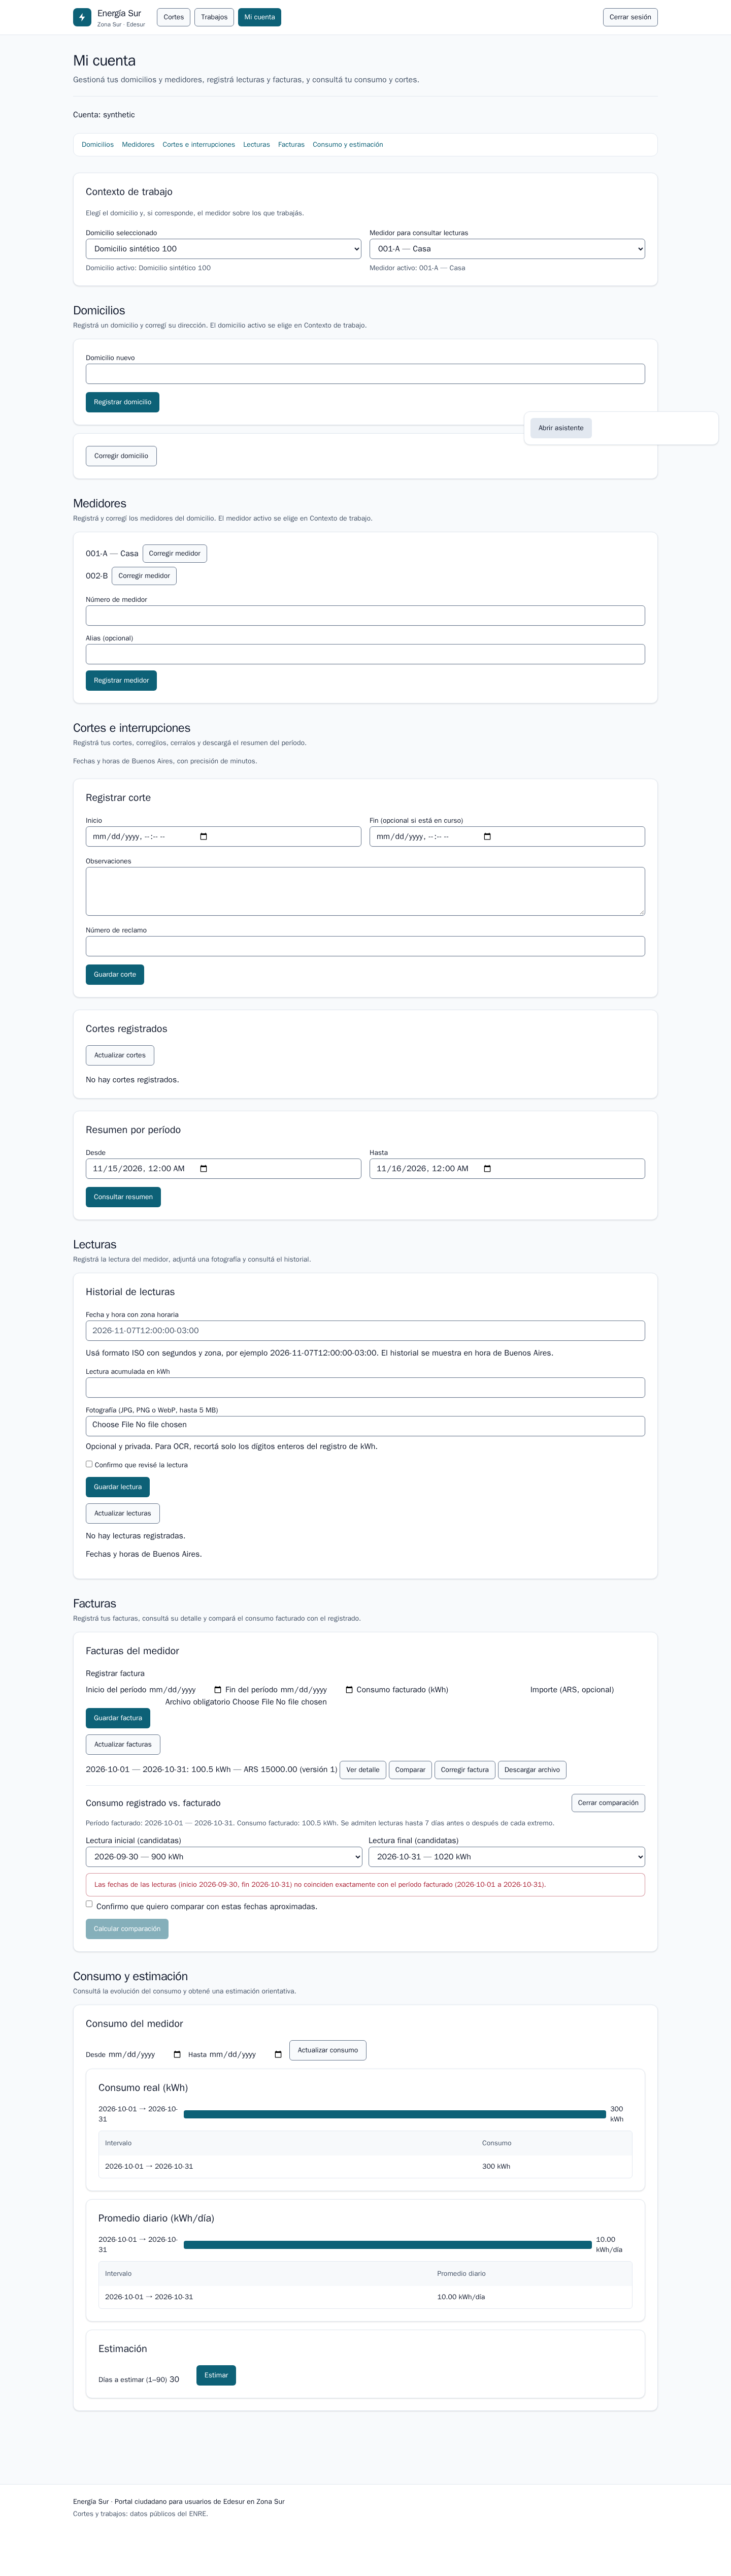 Energía Sur
Zona Sur · Edesur
Cortes
Trabajos
Mi cuenta
Cerrar sesión
Mi cuenta
Gestioná tus domicilios y medidores, registrá lecturas y facturas, y consultá tu consumo y cortes.
Cuenta: synthetic
Domicilios Medidores Cortes e interrupciones Lecturas Facturas Consumo y estimación
Contexto de trabajo
Elegí el domicilio y, si corresponde, el medidor sobre los que trabajás.
Domicilio seleccionado
Medidor para consultar lecturas
Domicilio sintético 100
001-A — Casa
Domicilio activo: Domicilio sintético 100
Medidor activo: 001-A — Casa
Domicilios
Registrá un domicilio y corregí su dirección. El domicilio activo se elige en Contexto de trabajo.
Domicilio nuevo
Registrar domicilio
Abrir asistente
Corregir domicilio
Medidores
Registrá y corregí los medidores del domicilio. El medidor activo se elige en Contexto de trabajo.
001-A — Casa Corregir medidor
002-B Corregir medidor
Número de medidor
Alias (opcional)
Registrar medidor
Cortes e interrupciones
Registrá tus cortes, corregilos, cerralos y descargá el resumen del período.
Fechas y horas de Buenos Aires, con precisión de minutos.
Registrar corte
Inicio
Fin (opcional si está en curso)
mm/dd/yyyy, --:-- --
mm/dd/yyyy, --:-- --
Observaciones
Número de reclamo
Guardar corte
Cortes registrados
Actualizar cortes
No hay cortes registrados.
Resumen por período
Desde
Hasta
11/15/2026, 12:00 AM
11/16/2026, 12:00 AM
Consultar resumen
Lecturas
Registrá la lectura del medidor, adjuntá una fotografía y consultá el historial.
Historial de lecturas
Fecha y hora con zona horaria
2026-11-07T12:00:00-03:00
Usá formato ISO con segundos y zona, por ejemplo 2026-11-07T12:00:00-03:00. El historial se muestra en hora de Buenos Aires.
Lectura acumulada en kWh
Fotografía (JPG, PNG o WebP, hasta 5 MB)
Choose File No file chosen
Opcional y privada. Para OCR, recortá solo los dígitos enteros del registro de kWh.
Confirmo que revisé la lectura
Guardar lectura
Actualizar lecturas
No hay lecturas registradas.
Fechas y horas de Buenos Aires.
Facturas
Registrá tus facturas, consultá su detalle y compará el consumo facturado con el registrado.
Facturas del medidor
Registrar factura
Inicio del período mm/dd/yyyy Fin del período mm/dd/yyyy Consumo facturado (kWh) Importe (ARS, opcional)
Archivo obligatorio Choose File No file chosen
Guardar factura
Actualizar facturas
2026-10-01 — 2026-10-31: 100.5 kWh — ARS 15000.00 (versión 1) Ver detalle Comparar Corregir factura Descargar archivo
Consumo registrado vs. facturado
Cerrar comparación
Período facturado: 2026-10-01 — 2026-10-31. Consumo facturado: 100.5 kWh. Se admiten lecturas hasta 7 días antes o después de cada extremo.
Lectura inicial (candidatas)
Lectura final (candidatas)
2026-09-30 — 900 kWh
2026-10-31 — 1020 kWh
Las fechas de las lecturas (inicio 2026-09-30, fin 2026-10-31) no coinciden exactamente con el período facturado (2026-10-01 a 2026-10-31).
Confirmo que quiero comparar con estas fechas aproximadas.
Calcular comparación
Consumo y estimación
Consultá la evolución del consumo y obtené una estimación orientativa.
Consumo del medidor
Desde mm/dd/yyyy Hasta mm/dd/yyyy Actualizar consumo
Consumo real (kWh)
2026-10-01 → 2026-10-
31
300
kWh
Intervalo Consumo
2026-10-01 → 2026-10-31 300 kWh
Promedio diario (kWh/día)
2026-10-01 → 2026-10-
31
10.00
kWh/día
Intervalo Promedio diario
2026-10-01 → 2026-10-31 10.00 kWh/día
Estimación
Días a estimar (1–90) 30 Estimar
Energía Sur · Portal ciudadano para usuarios de Edesur en Zona Sur
Cortes y trabajos: datos públicos del ENRE.